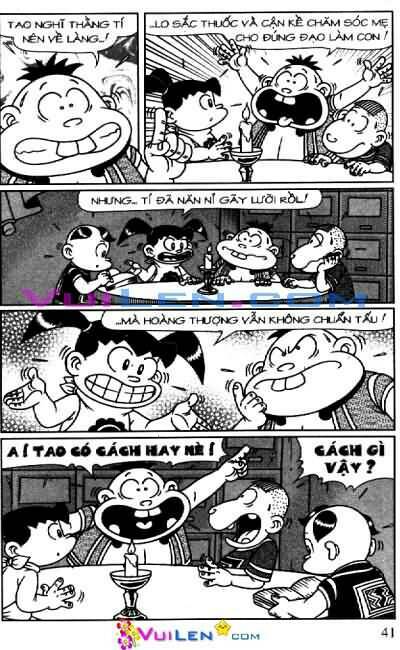 TAO NGHĨ THẰNG TÍ
NÊN VỀ LÀNG..!
..LO SẮC THUỐC VÀ CẬN KỀ CHĂM SÓC MẸ
CHO ĐÚNG ĐẠO LÀM CON!
NHƯNG... TÍ ĐÃ NĂN NỈ GÃY LƯỠI RỒI..!
VUILEN.COM
...MÀ HOÀNG THƯỢNG VẪN KHÔNG CHUẨN TẤU!
A Í TAO CÓ CÁCH HAY NÈ Í
CÁCH GÌ
VẬY?
41
VUILEN.COM